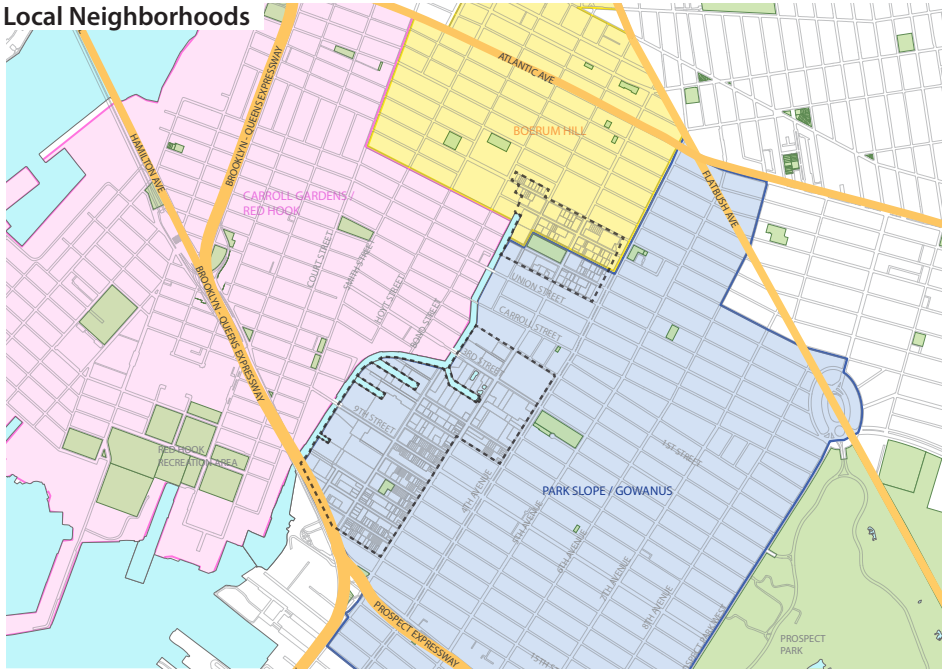 Local Neighborhoods
ATLANTIC AVE
BROOKLYN - QUEENS EXPRESSWAY
HAMILTON AVE
BOERUM HILL
FLATBUSH AVE
CARROLL GARDENS /
RED HOOK
COURT STREET
SMITH STREET
HOYT STREET
BOND STREET
UNION STREET
CARROLL STREET
3RD STREET
BROOKLYN - QUEENS EXPRESSWAY
9TH STREET
1ST STREET
RED HOOK
RECREATION AREA
4TH AVENUE
PARK SLOPE / GOWANUS
5TH AVENUE
6TH AVENUE
7TH AVENUE
8TH AVENUE
PROSPECT EXPRESSWAY
15TH ST
PROSPECT
PARK